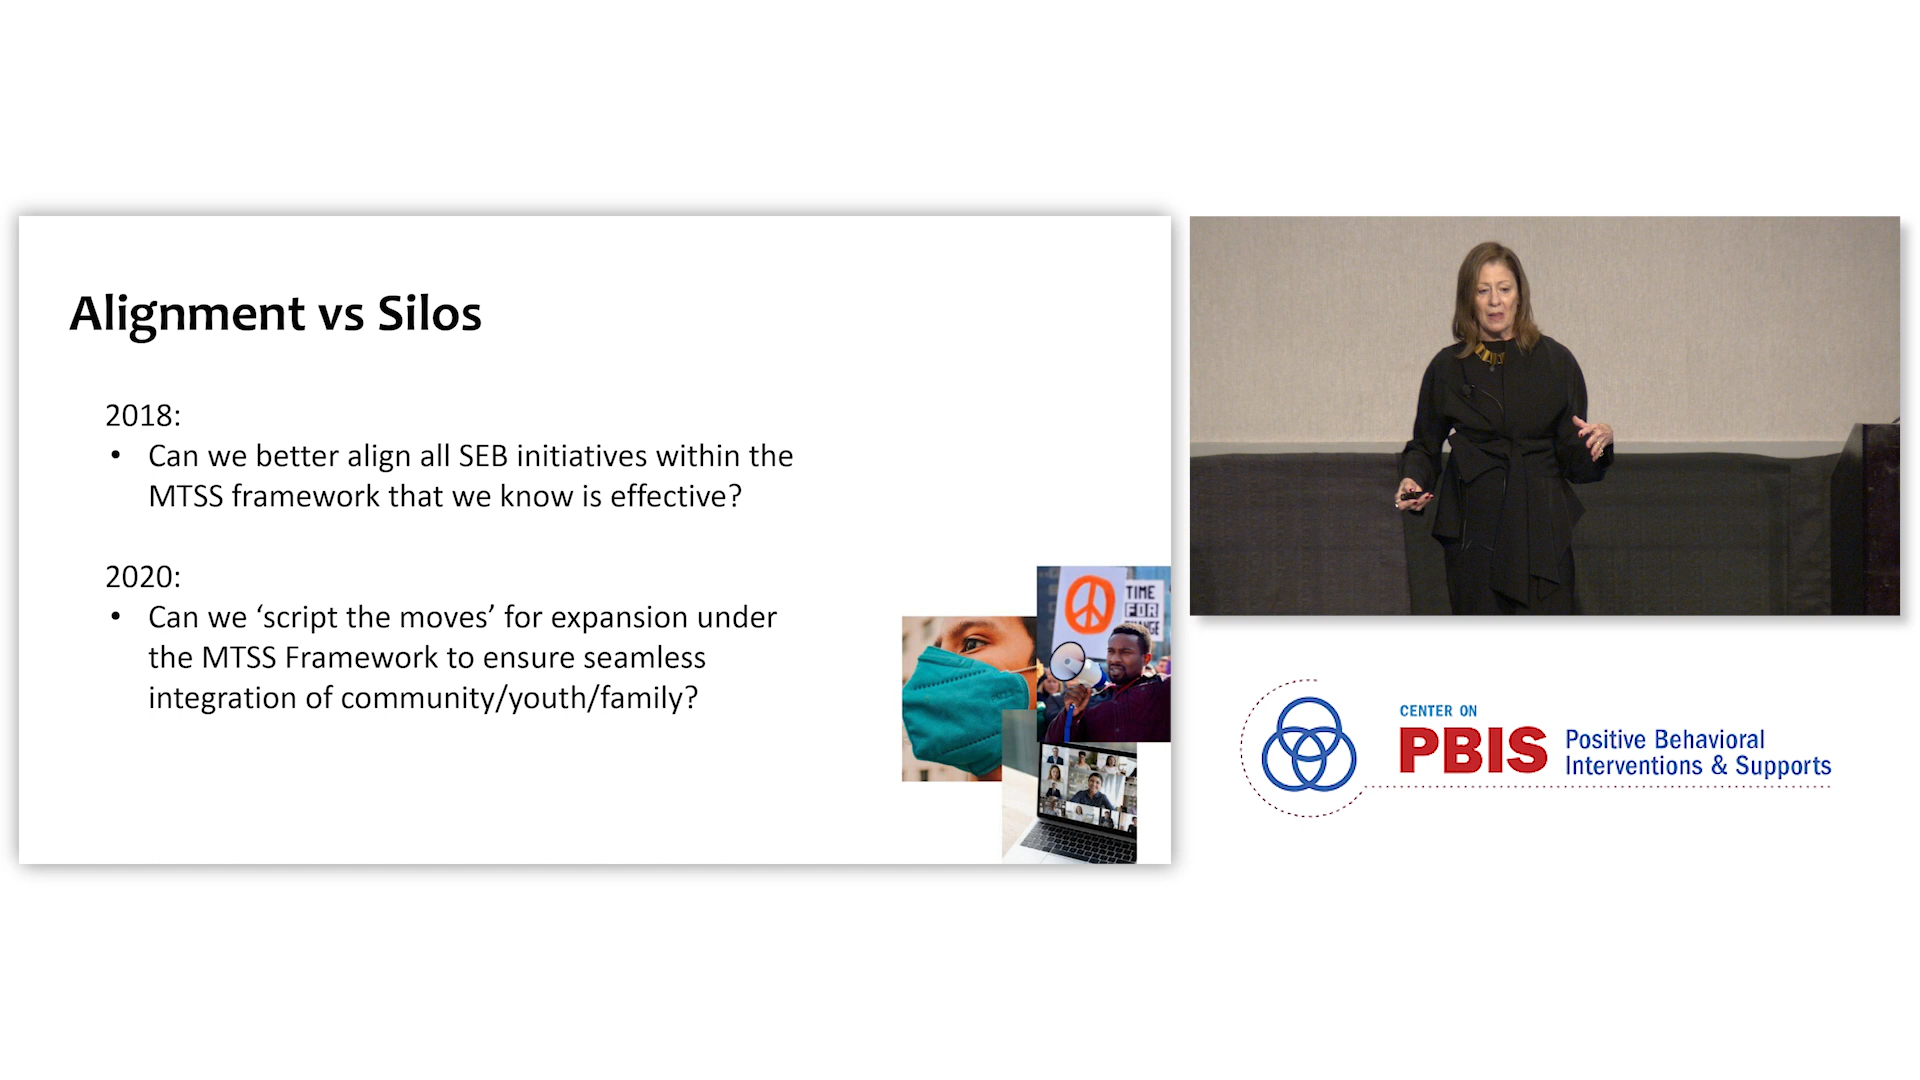 Alignment vs Silos
2018:
• Can we better align all SEB initiatives within the
MTSS framework that we know is effective?
2020:
• Can we ‘script the moves’ for expansion under
the MTSS Framework to ensure seamless
integration of community/youth/family?
TIME
FOR
CHANGE
CENTER ON
PBIS
Positive Behavioral
Interventions & Supports